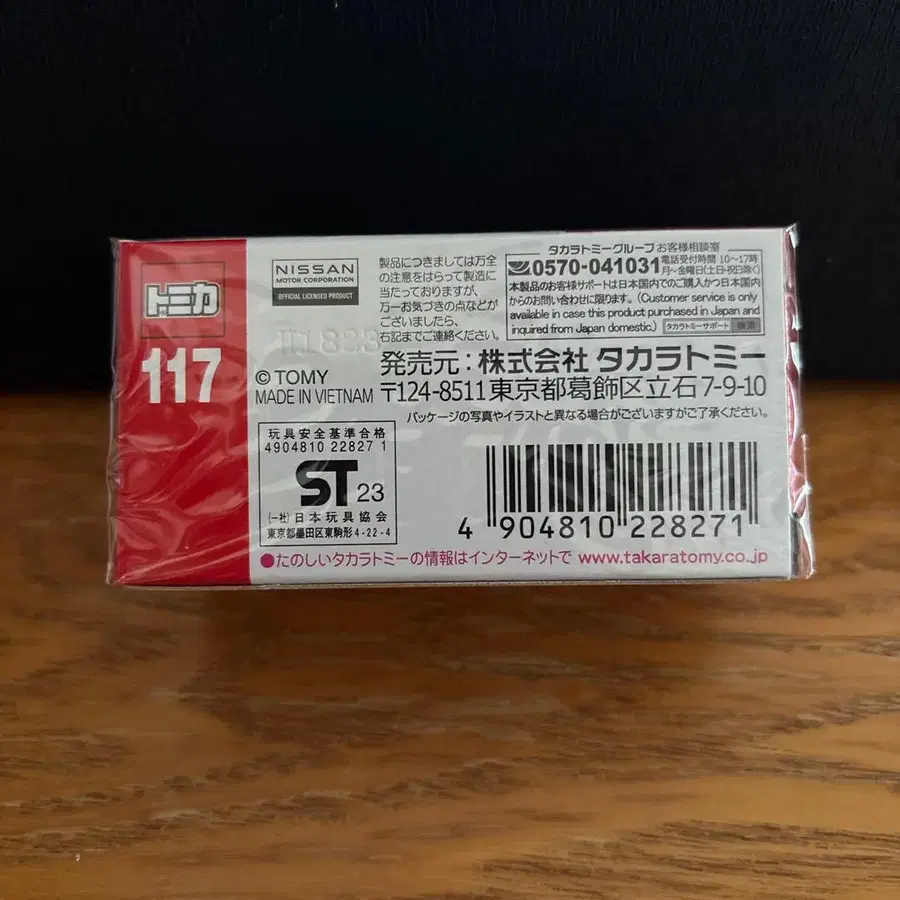 トミカ
117
NISSAN
MOTOR CORPORATION
OFFICIAL LICENSED PRODUCT
© TOMY
MADE IN VIETNAM
製品につきましては万全
の注意をはらって製造に
当たっておりますが、
万一お気づきの点などが
ございましたら、
右記までご連絡ください。
タカラトミーグループ お客様相談室
0570-041031 電話受付時間 10〜17時
月〜金曜日(土・日・祝日除く)
本製品のお客様サポートは日本国内でのご購入かつ日本国内
からのお問い合わせに限ります。(Customer service is only
available in case this product purchased in Japan and
inquired from Japan domestic.) タカラトミーサポート 検索
発売元:株式会社 タカラトミー
〒124-8511 東京都葛飾区立石7-9-10
パッケージの写真やイラストと異なる場合がございますがご了承ください。
玩具安全基準合格
4904810 22827 1
ST 23
(一社)日本玩具協会
東京都墨田区東駒形4-22-4
4 904810 228271
●たのしいタカラトミーの情報はインターネットで www.takaratomy.co.jp